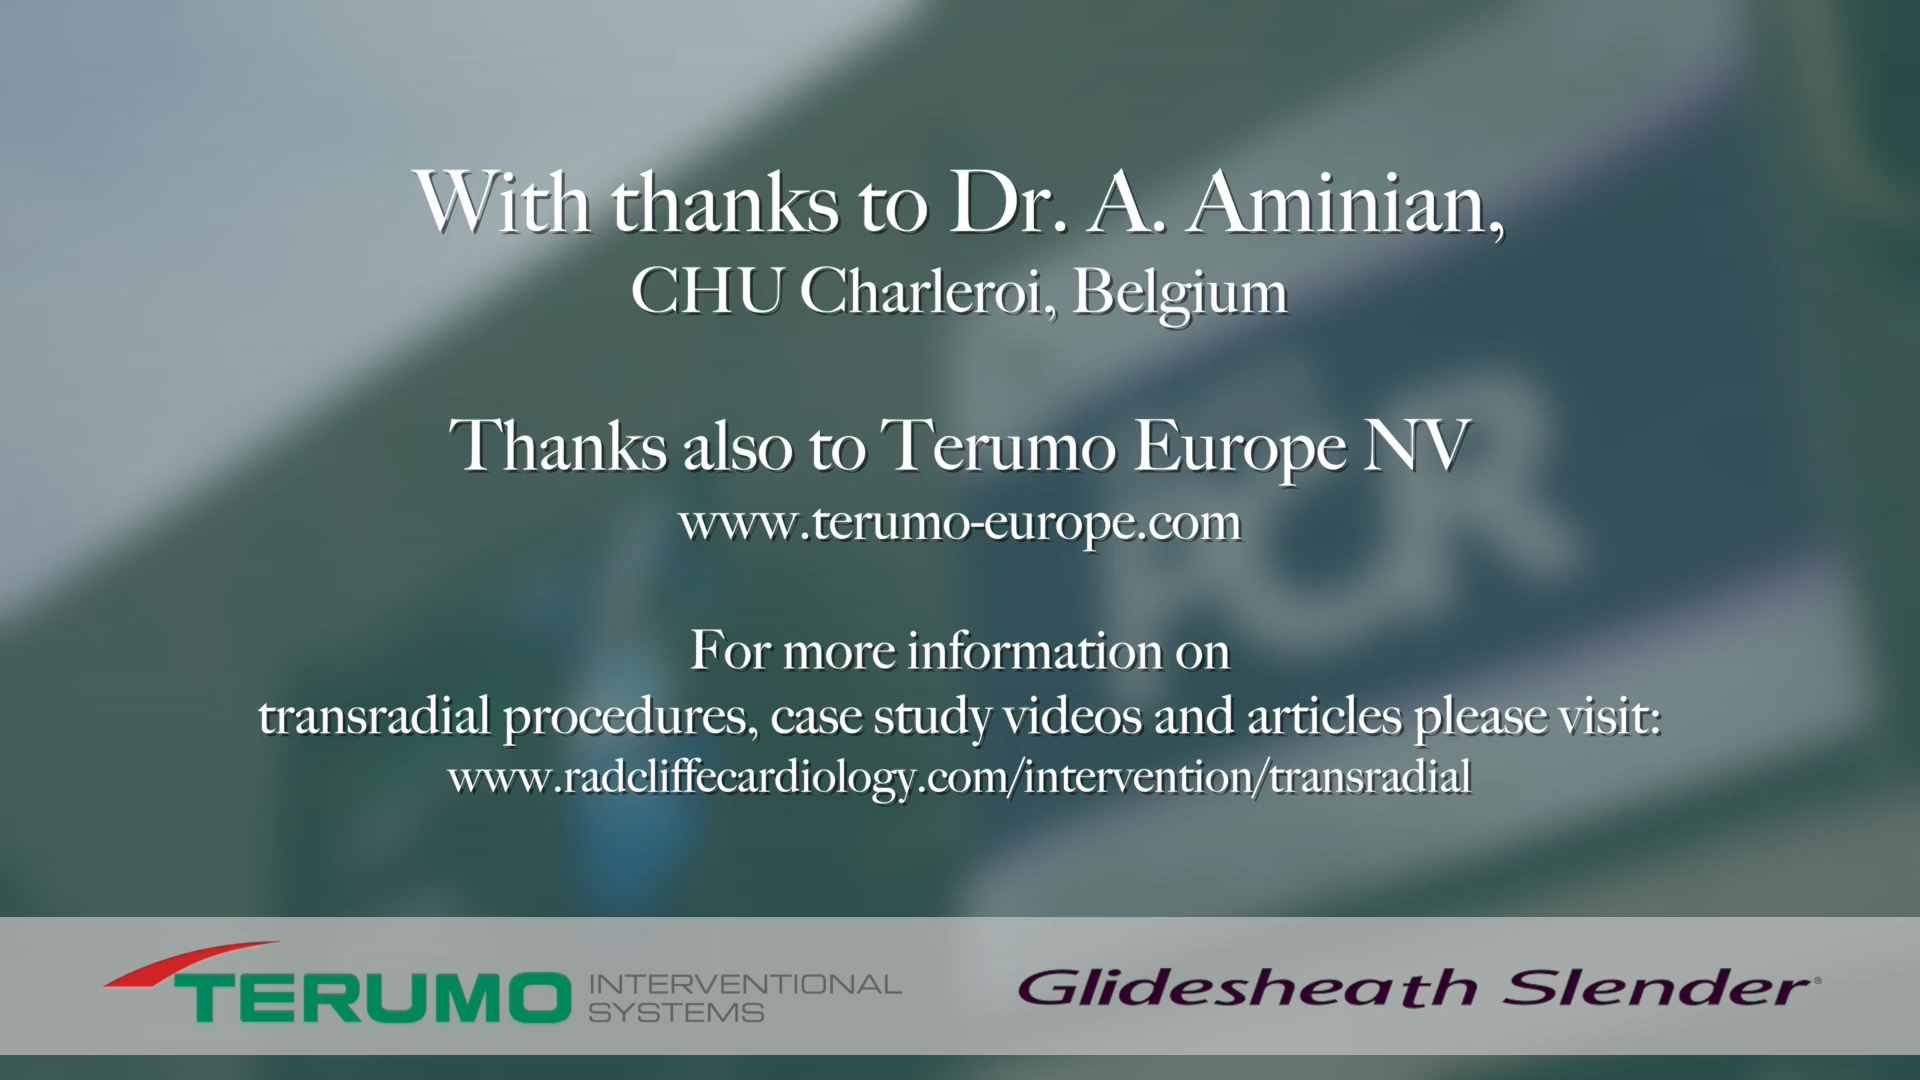 With thanks to Dr. A. Aminian,
CHU Charleroi, Belgium
Thanks also to Terumo Europe NV
www.terumo-europe.com
For more information on
transradial procedures, case study videos and articles please visit:
www.radcliffecardiology.com/intervention/transradial
TERUMO INTERVENTIONAL
SYSTEMS
Glidesheath Slender®